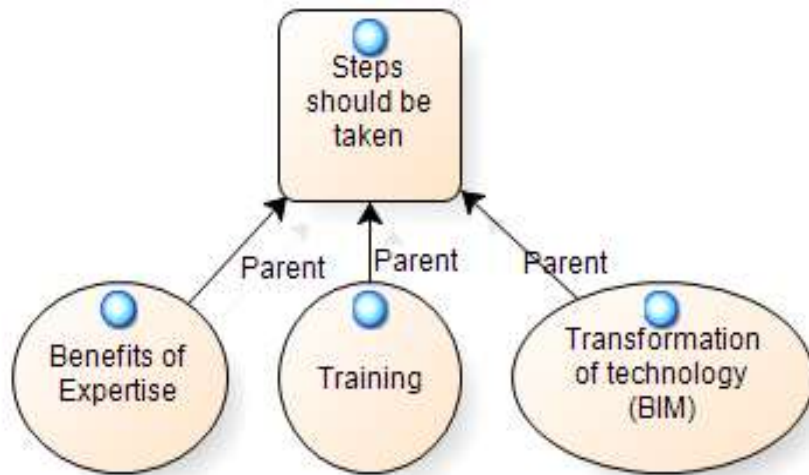 Steps
should be
taken
Parent
Parent
Parent
Benefits of
Expertise
Training
Transformation
of technology
(BIM)